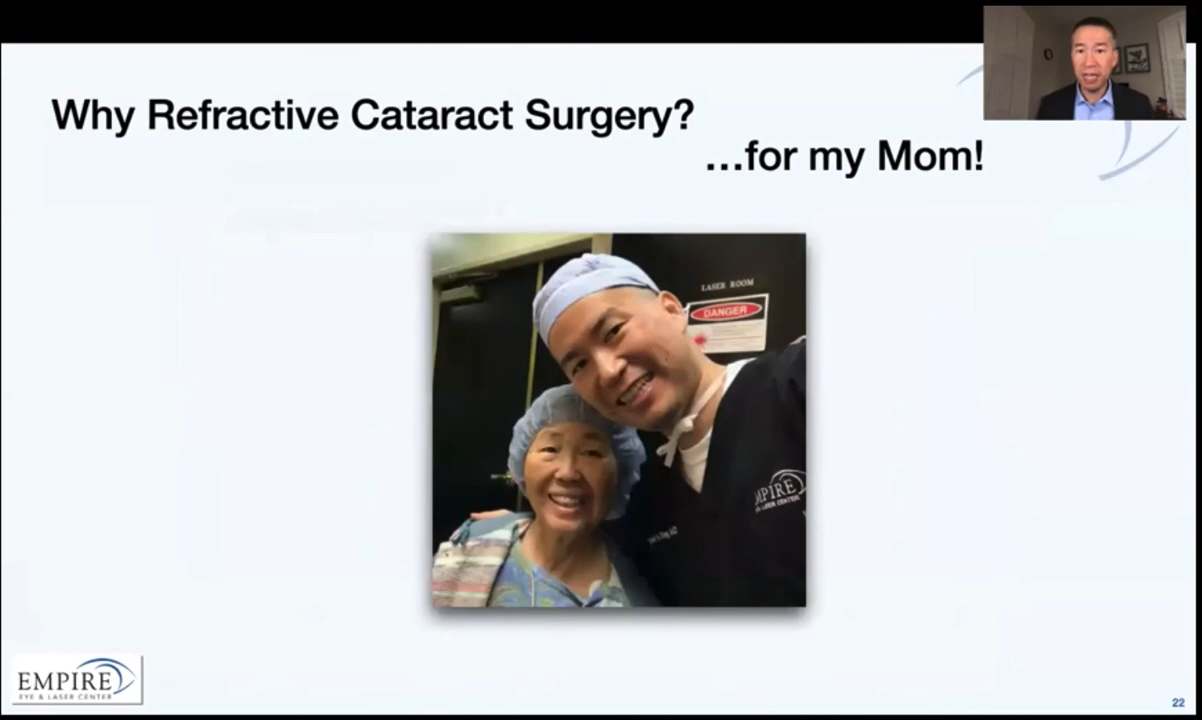 Why Refractive Cataract Surgery?
...for my Mom!
LASER ROOM
DANGER
EMPIRE
EYE & LASER CENTER
22